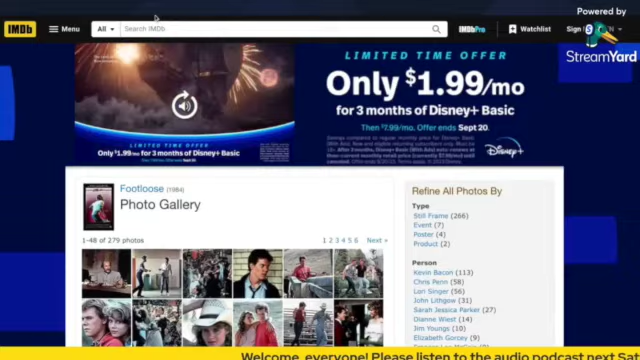 Powered by
StreamYard
IMDb
Menu
All
Search IMDb
IMDbPro
Watchlist
Sign
EN
LIMITED TIME OFFER
Only $1.99/mo
for 3 months of Disney+ Basic
Then $7.99/mo. Offer ends Sept 20.
Disney+
LIMITED TIME OFFER
Only $1.99/mo for 3 months of Disney+ Basic
Footloose (1984)
Photo Gallery
1-48 of 279 photos
1 2 3 4 5 6 Next »
Refine All Photos By
Type
Still Frame (266)
Event (7)
Poster (4)
Product (2)
Person
Kevin Bacon (113)
Chris Penn (58)
Lori Singer (56)
John Lithgow (31)
Sarah Jessica Parker (27)
Dianne Wiest (14)
Jim Youngs (10)
Elizabeth Gorcey (9)
Welcome, everyone! Please listen to the audio podcast next Sat